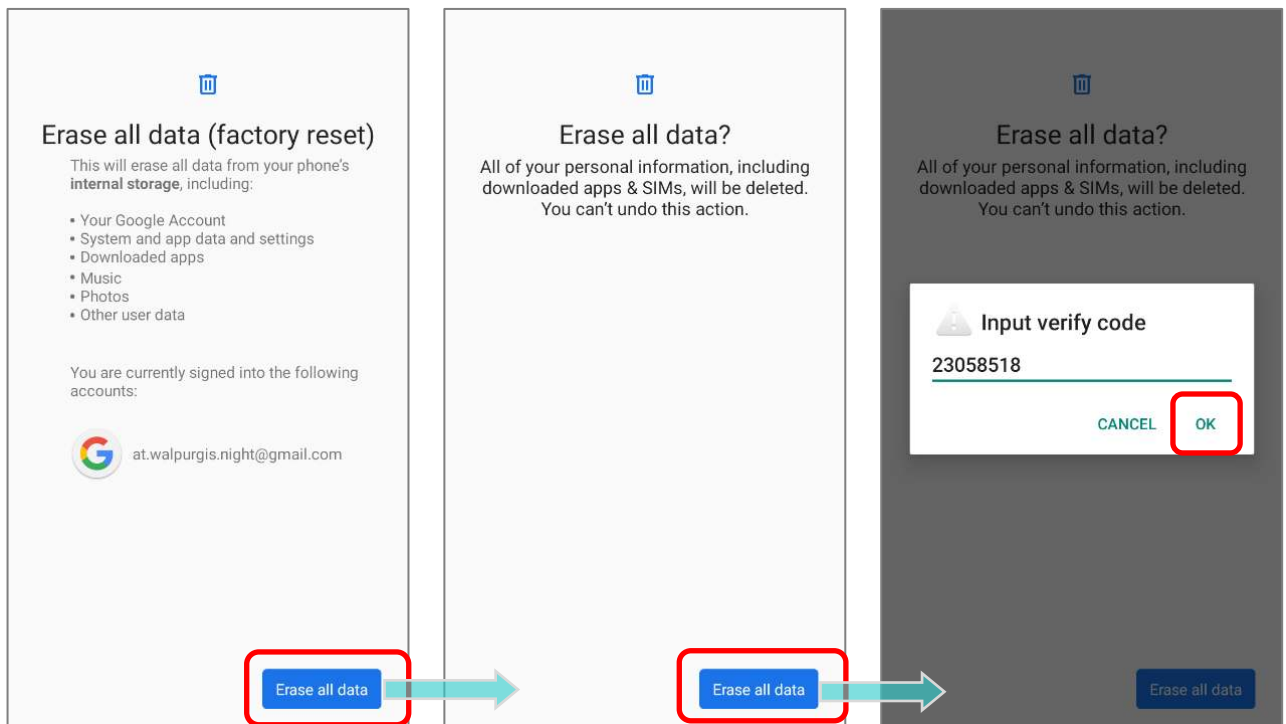 Erase all data (factory reset)
This will erase all data from your phone's
internal storage, including:
• Your Google Account
• System and app data and settings
• Downloaded apps
• Music
• Photos
• Other user data
You are currently signed into the following
accounts:
at.walpurgis.night@gmail.com
Erase all data
Erase all data?
All of your personal information, including
downloaded apps & SIMs, will be deleted.
You can't undo this action.
Erase all data
Erase all data?
All of your personal information, including
downloaded apps & SIMs, will be deleted.
You can't undo this action.
Input verify code
23058518
CANCEL OK
Erase all data